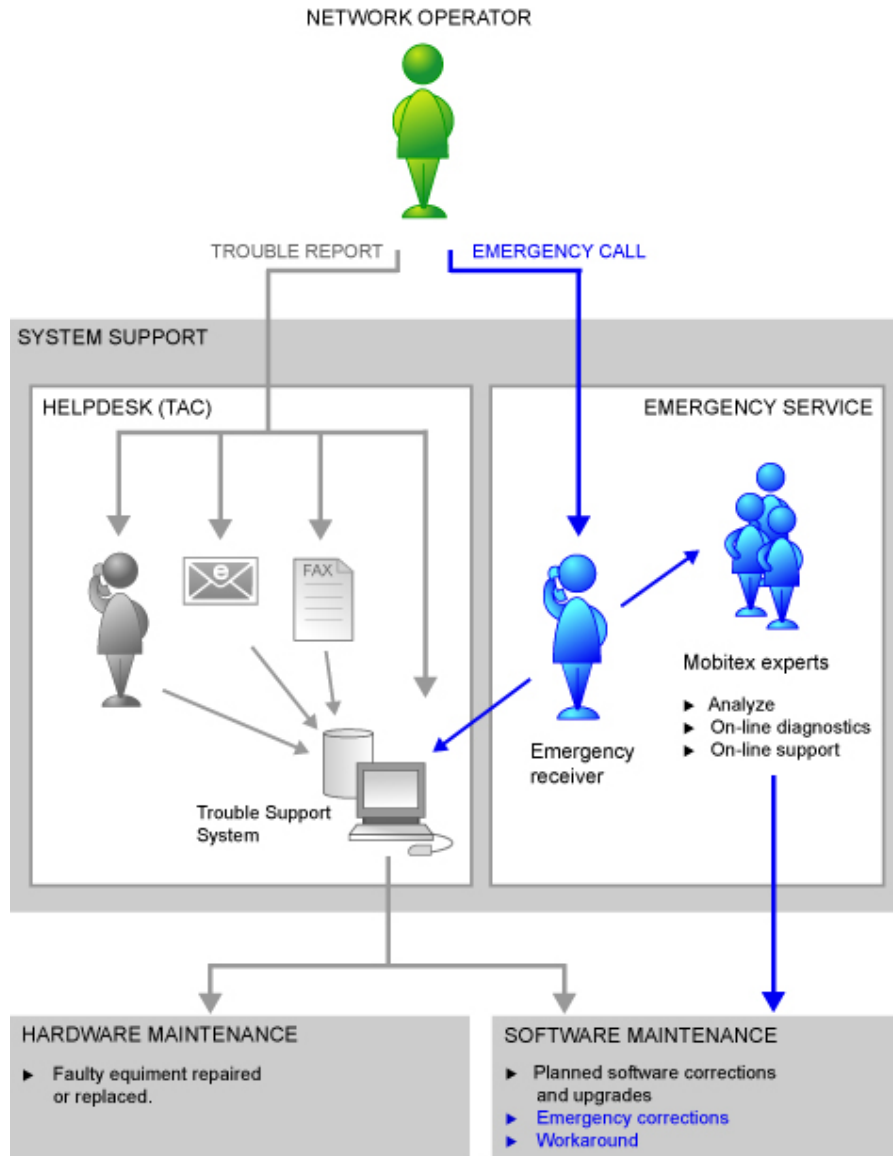 NETWORK OPERATOR
TROUBLE REPORT
EMERGENCY CALL
SYSTEM SUPPORT
HELPDESK (TAC)
e
FAX
Trouble Support
System
EMERGENCY SERVICE
Emergency
receiver
Mobitex experts
► Analyze
► On-line diagnostics
► On-line support
HARDWARE MAINTENANCE
► Faulty equiment repaired
or replaced.
SOFTWARE MAINTENANCE
► Planned software corrections
and upgrades
► Emergency corrections
► Workaround